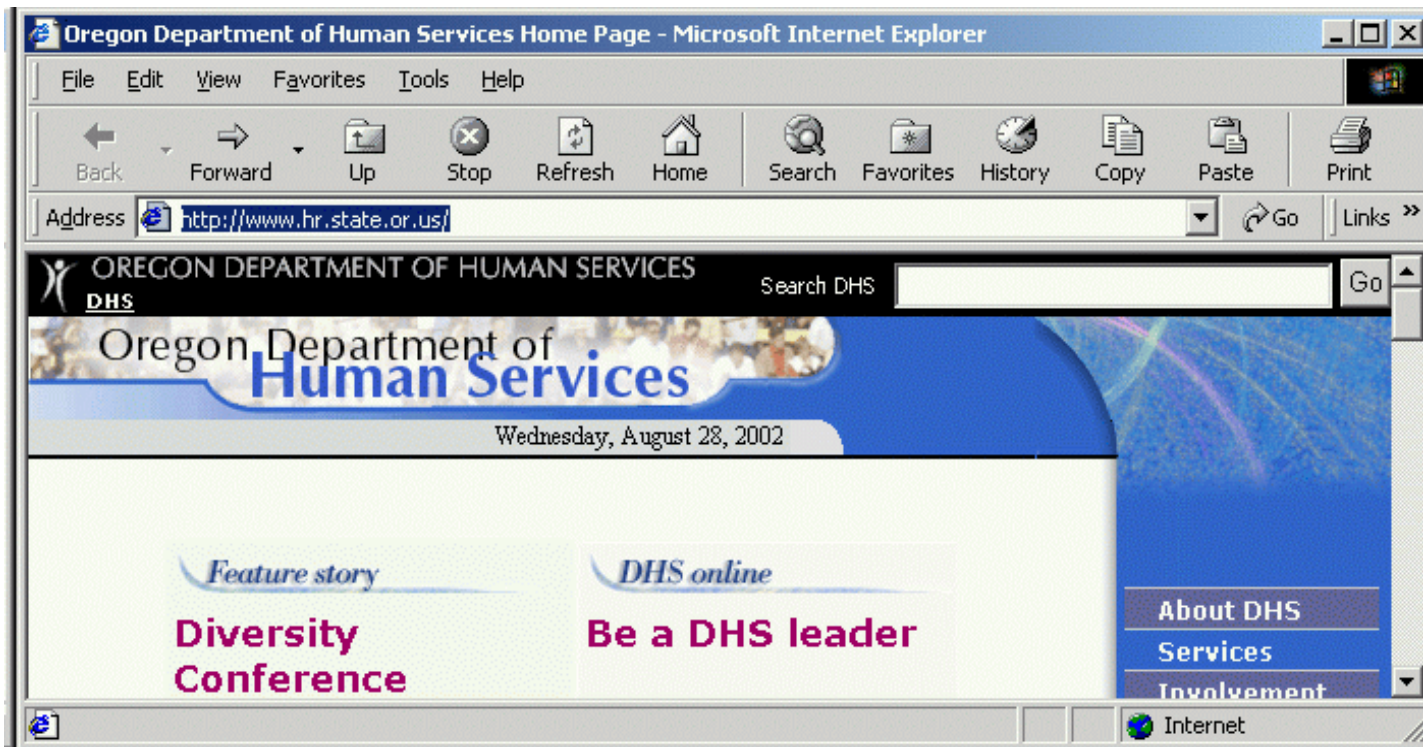 Oregon Department of Human Services Home Page - Microsoft Internet Explorer
File Edit View Favorites Tools Help
Back Forward Up Stop Refresh Home Search Favorites History Copy Paste Print
Address http://www.hr.state.or.us/ Go Links »
OREGON DEPARTMENT OF HUMAN SERVICES
DHS
Search DHS Go
Oregon Department of
Human Services
Wednesday, August 28, 2002
Feature story
Diversity
Conference
DHS online
Be a DHS leader
About DHS
Services
Involvement
Internet